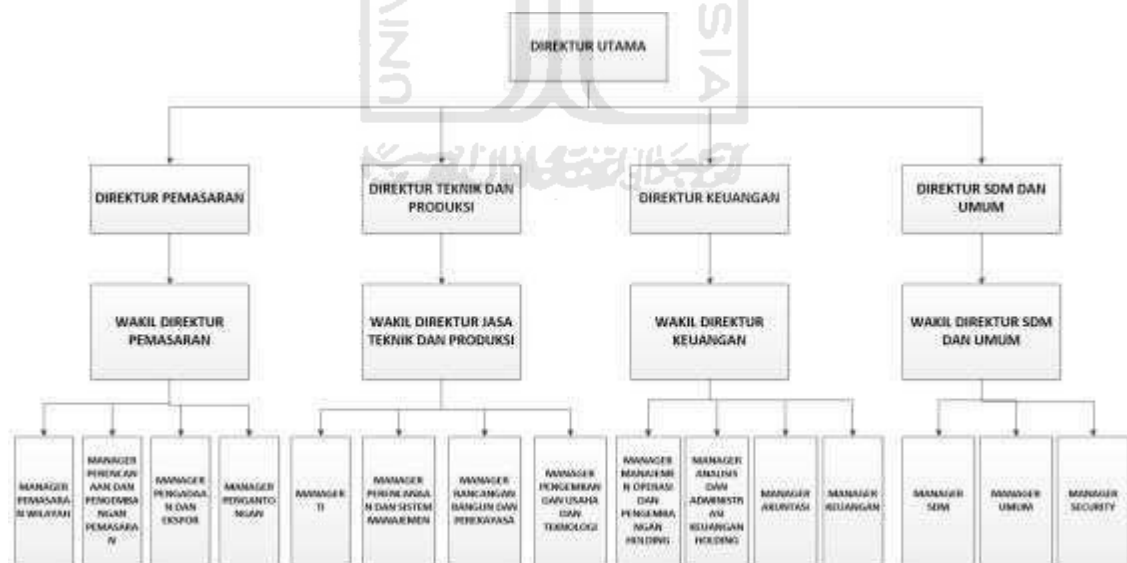 DIREKTUR UTAMA
DIREKTUR PEMASARAN
DIREKTUR TEKNIK DAN
PRODUKSI
DIREKTUR KEUANGAN
DIREKTUR SDM DAN
UMUM
WAKIL DIREKTUR
PEMASARAN
WAKIL DIREKTUR JASA
TEKNIK DAN PRODUKSI
WAKIL DIREKTUR
KEUANGAN
WAKIL DIREKTUR SDM
DAN UMUM
MANAGER
PEMASARA
N WILAYAH
MANAGER
PERENCAN
AAN DAN
PENGEMBA
NGAN
PEMASARA
N
MANAGER
PENGADAA
N DAN
EKSPOR
MANAGER
PENGANTO
NGAN
MANAGER
TI
MANAGER
PERENCANAA
N DAN SISTEM
MANAJEMEN
MANAGER
RANCANGAN
BANGUN DAN
PEREKAYASA
MANAGER
PENGEMBAN
GAN USAHA
DAN
TEKNOLOGI
MANAGER
MANAJEME
N OPERASI
DAN
PENGEMBA
NGAN
HOLDING
MANAGER
ANALISIS
DAN
ADMINISTR
ASI
KEUANGAN
HOLDING
MANAGER
AKUNTASI
MANAGER
KEUANGAN
MANAGER
SDM
MANAGER
UMUM
MANAGER
SECURITY
UN
SIA